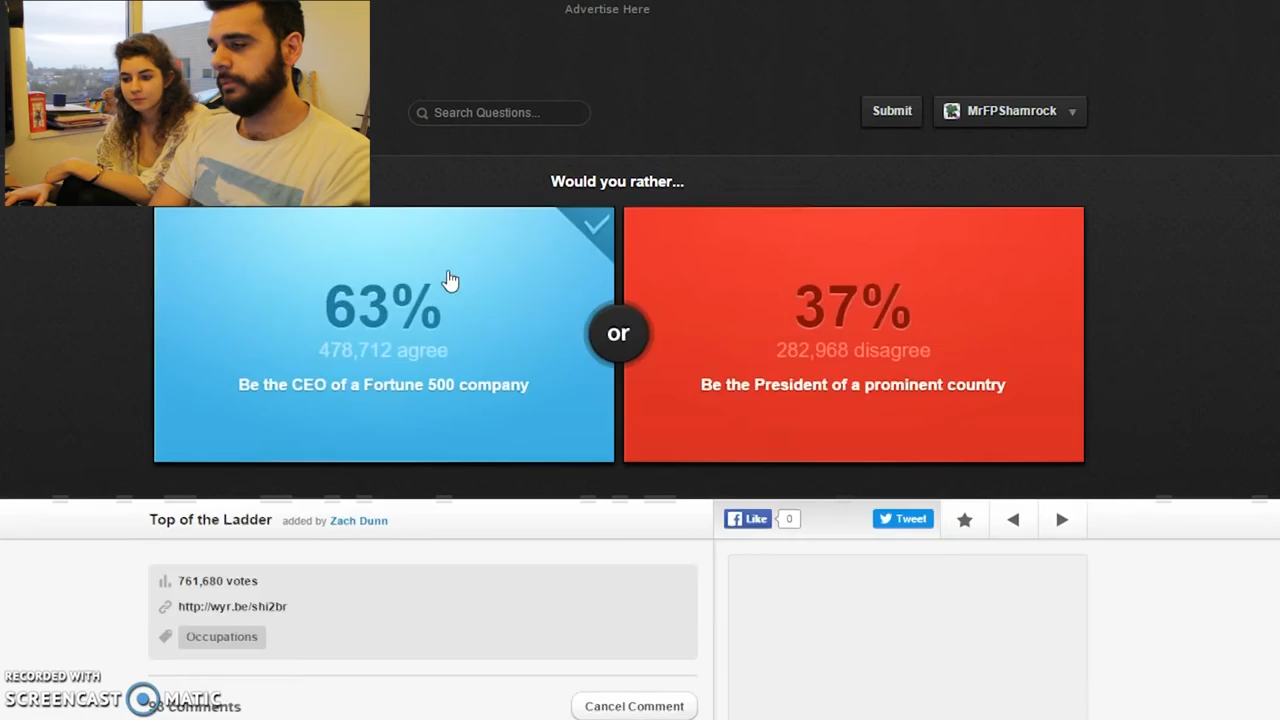 Advertise Here
Search Questions...
Submit
MrFPShamrock
Would you rather...
63%
478,712 agree
Be the CEO of a Fortune 500 company
or
37%
282,968 disagree
Be the President of a prominent country
Top of the Ladder added by Zach Dunn
Like 0
Tweet
761,680 votes
http://wyr.be/shi2br
Occupations
comments
Cancel Comment
RECORDED WITH
SCREENCAST MATIC